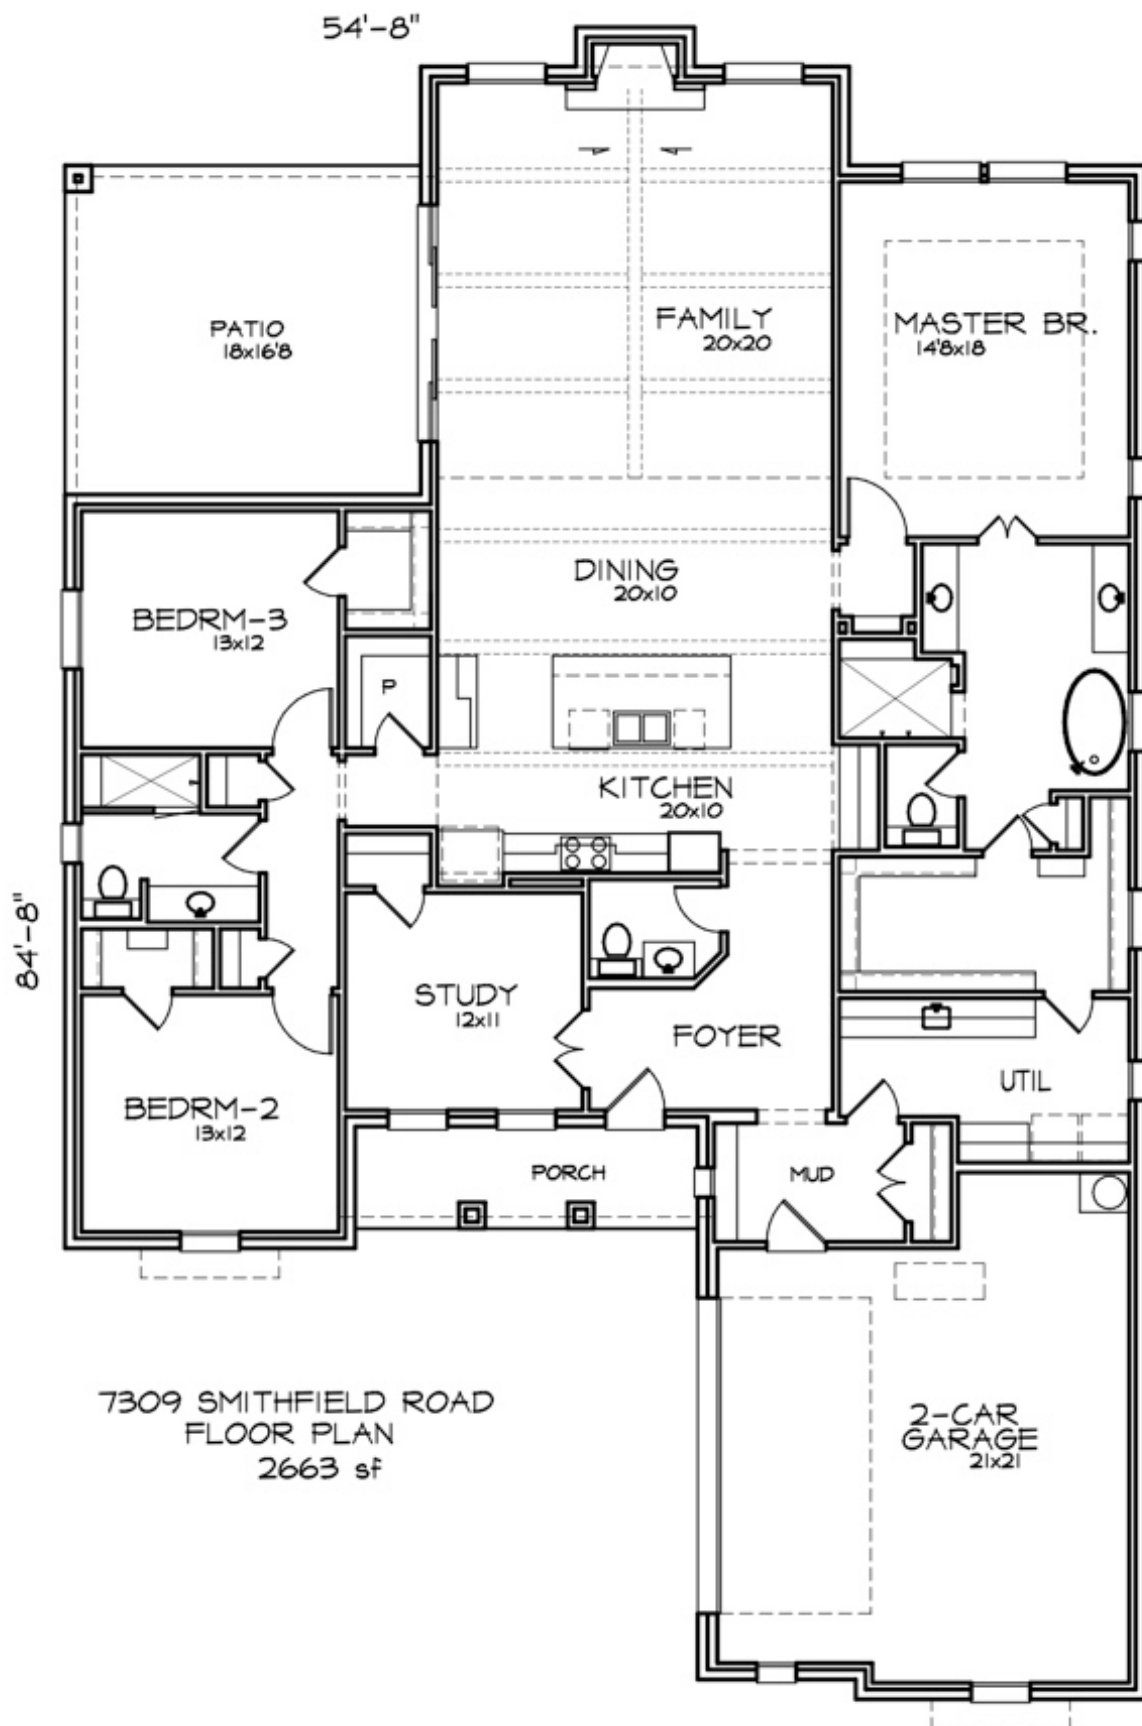 54'-8"
PATIO
18x16'8
FAMILY
20x20
MASTER BR.
14'8x18
DINING
20x10
BEDRM-3
13x12
P
KITCHEN
20x10
84'-8"
STUDY
12x11
FOYER
UTIL
BEDRM-2
13x12
PORCH
MUD
7309 SMITHFIELD ROAD
FLOOR PLAN
2663 sf
2-CAR
GARAGE
21x21